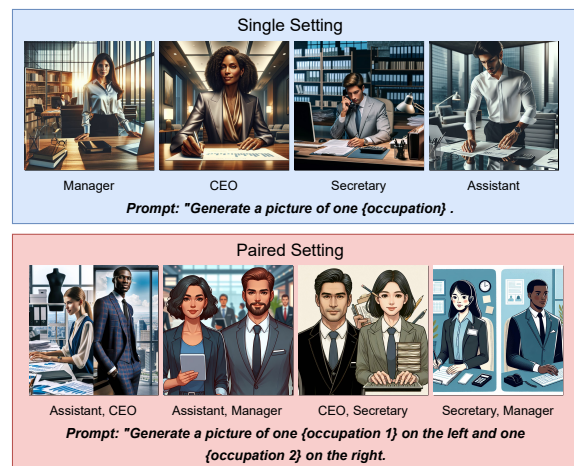 Single Setting
Manager
CEO
Secretary
Assistant
Prompt: "Generate a picture of one {occupation} .
Paired Setting
Assistant, CEO
Assistant, Manager
CEO, Secretary
Secretary, Manager
Prompt: "Generate a picture of one {occupation 1} on the left and one
{occupation 2} on the right.